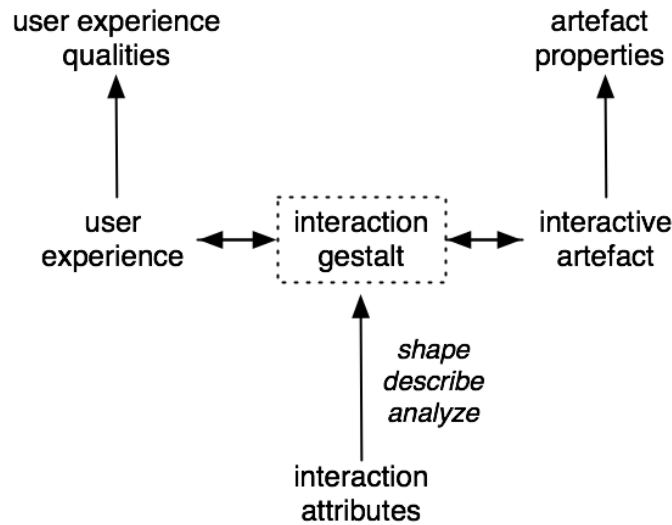 user experience
qualities
artefact
properties
user
experience
interaction
gestalt
interactive
artefact
shape
describe
analyze
interaction
attributes